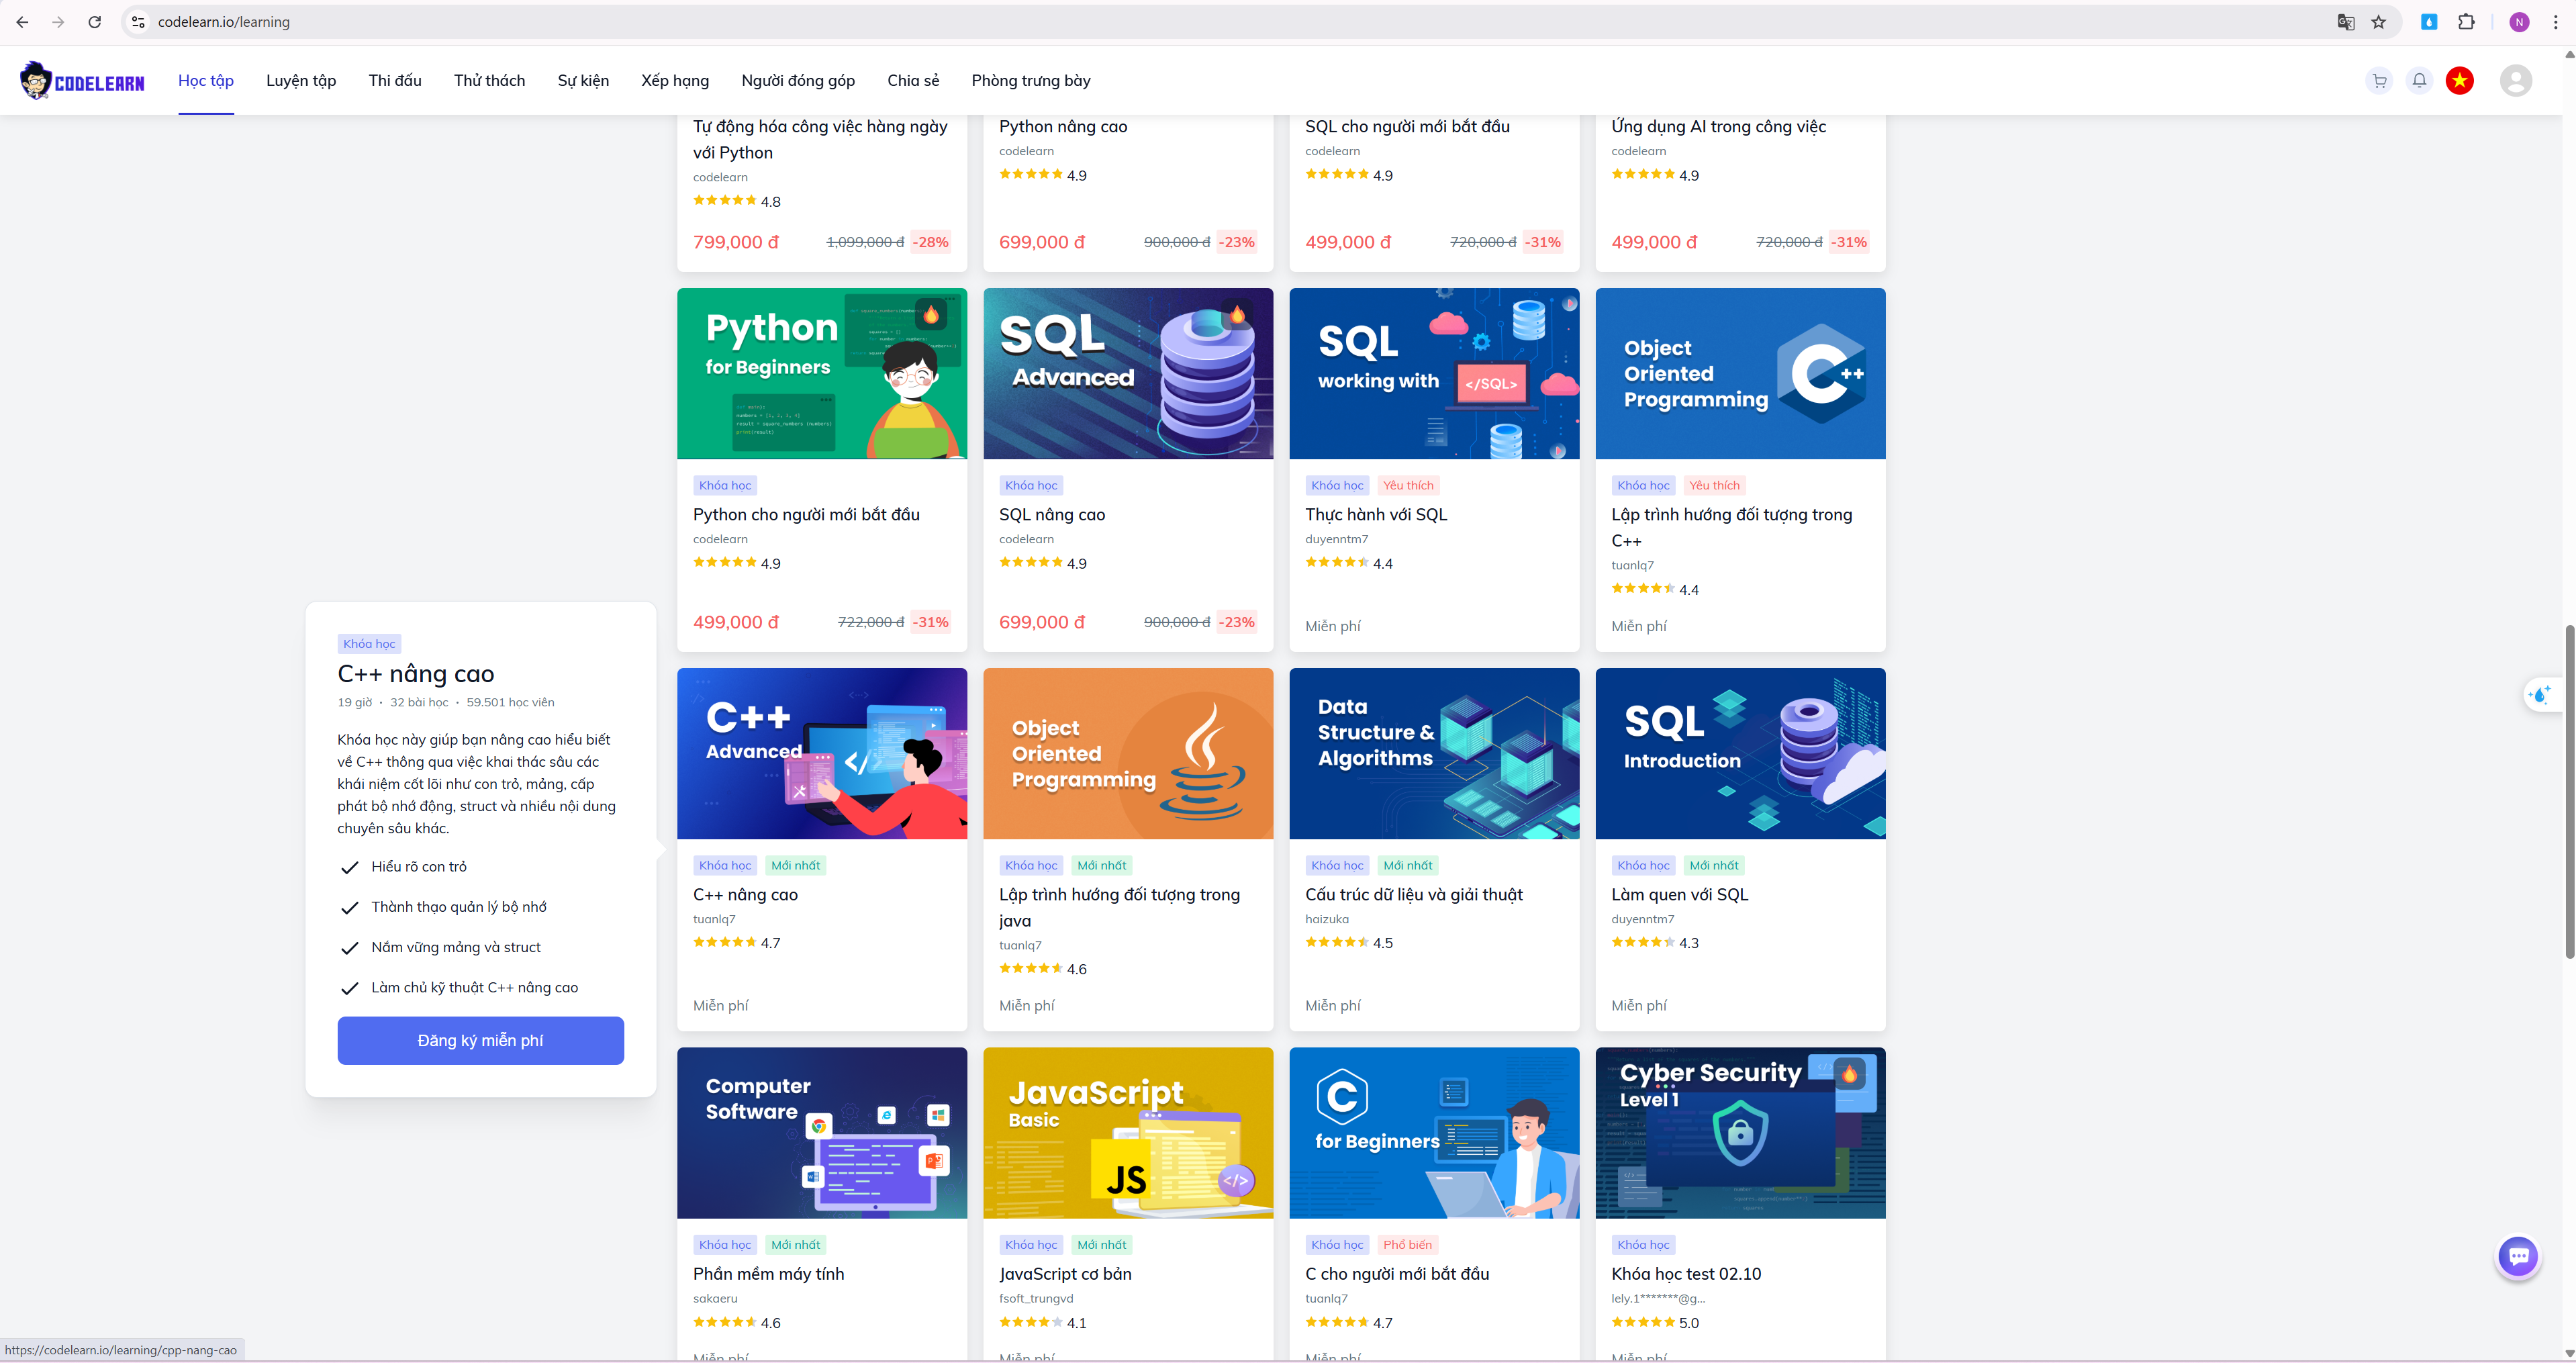 codelearn.io/learning
N
CODELEARN
Học tập
Luyện tập
Thi đấu
Thử thách
Sự kiện
Xếp hạng
Người đóng góp
Chia sẻ
Phòng trưng bày
Tự động hóa công việc hàng ngày
với Python
codelearn
4.8
799,000 đ 1,099,000 đ -28%
Python nâng cao
codelearn
4.9
699,000 đ 900,000 đ -23%
SQL cho người mới bắt đầu
codelearn
4.9
499,000 đ 720,000 đ -31%
Ứng dụng AI trong công việc
codelearn
4.9
499,000 đ 720,000 đ -31%
Python
for Beginners
Khóa học
Python cho người mới bắt đầu
codelearn
4.9
499,000 đ 722,000 đ -31%
SQL
Advanced
Khóa học
SQL nâng cao
codelearn
4.9
699,000 đ 900,000 đ -23%
SQL
working with
</SQL>
Khóa học Yêu thích
Thực hành với SQL
duyenntm7
4.4
Miễn phí
Object
Oriented
Programming
C++
Khóa học Yêu thích
Lập trình hướng đối tượng trong
C++
tuanlq7
4.4
Miễn phí
Khóa học
C++ nâng cao
19 giờ · 32 bài học · 59.501 học viên
Khóa học này giúp bạn nâng cao hiểu biết
về C++ thông qua việc khai thác sâu các
khái niệm cốt lõi như con trỏ, mảng, cấp
phát bộ nhớ động, struct và nhiều nội dung
chuyên sâu khác.
Hiểu rõ con trỏ
Thành thạo quản lý bộ nhớ
Nắm vững mảng và struct
Làm chủ kỹ thuật C++ nâng cao
Đăng ký miễn phí
C++
Advanced
</
Khóa học Mới nhất
C++ nâng cao
tuanlq7
4.7
Miễn phí
Object
Oriented
Programming
Khóa học Mới nhất
Lập trình hướng đối tượng trong
java
tuanlq7
4.6
Miễn phí
Data
Structure &
Algorithms
Khóa học Mới nhất
Cấu trúc dữ liệu và giải thuật
haizuka
4.5
Miễn phí
SQL
Introduction
Khóa học Mới nhất
Làm quen với SQL
duyenntm7
4.3
Miễn phí
Computer
Software
Khóa học Mới nhất
Phần mềm máy tính
sakaeru
4.6
Miễn phí
JavaScript
Basic
JS
</>
Khóa học Mới nhất
JavaScript cơ bản
fsoft_trungvd
4.1
Miễn phí
C
for Beginners
Khóa học Phổ biến
C cho người mới bắt đầu
tuanlq7
4.7
Miễn phí
Cyber Security
Level 1
Khóa học
Khóa học test 02.10
lely.1*******@g...
5.0
Miễn phí
https://codelearn.io/learning/cpp-nang-cao